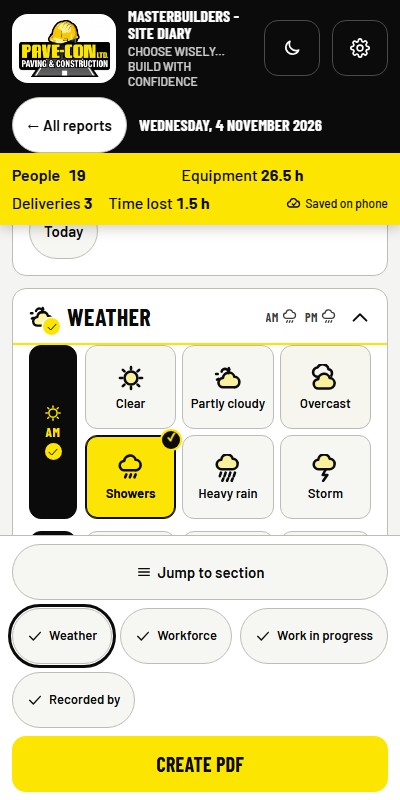 PAVE-CON LTD.
PAVING & CONSTRUCTION
MASTERBUILDERS -
SITE DIARY
CHOOSE WISELY...
BUILD WITH
CONFIDENCE
← All reports
WEDNESDAY, 4 NOVEMBER 2026
People 19
Equipment 26.5 h
Deliveries 3
Time lost 1.5 h
Saved on phone
Today
WEATHER
AM
PM
AM
Clear
Partly cloudy
Overcast
Showers
Heavy rain
Storm
Jump to section
Weather
Workforce
Work in progress
Recorded by
CREATE PDF